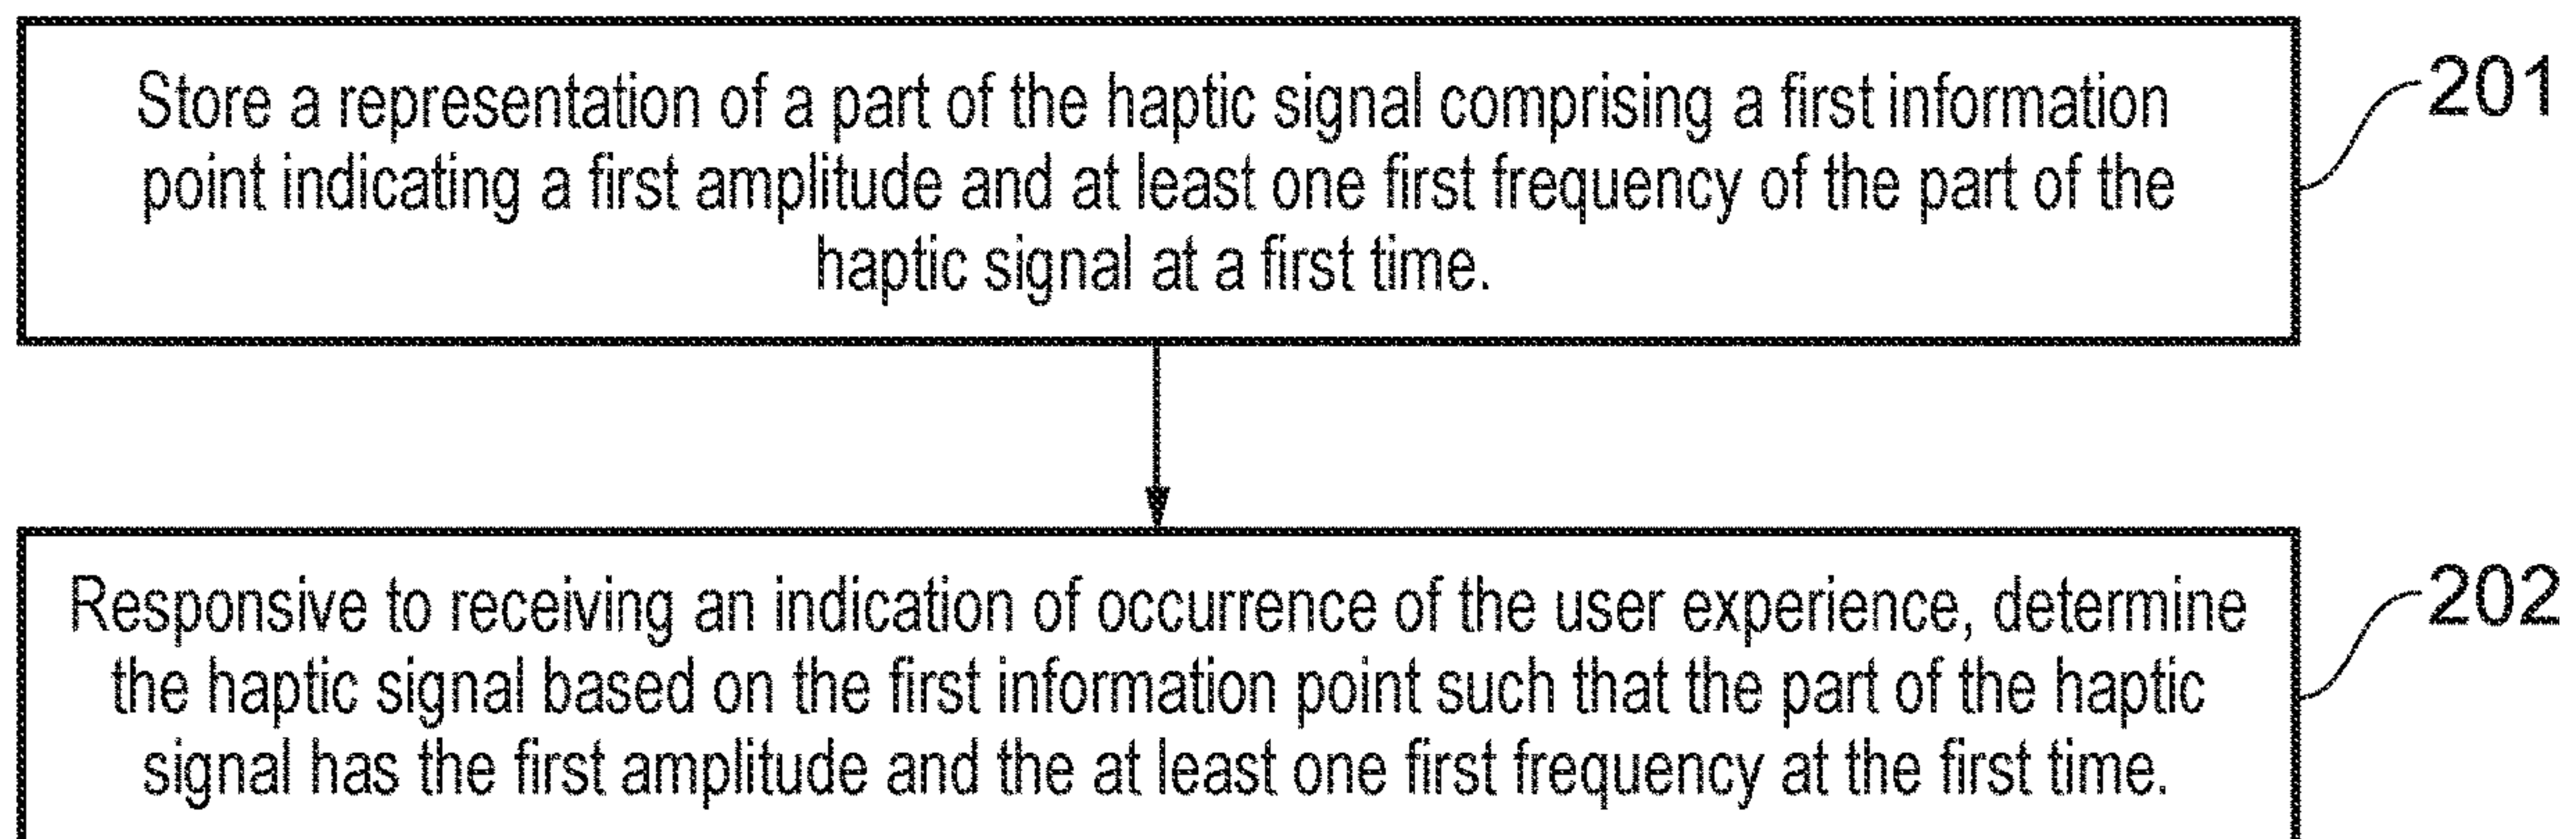 Store a representation of a part of the haptic signal comprising a first information
point indicating a first amplitude and at least one first frequency of the part of the
haptic signal at a first time.
201
Responsive to receiving an indication of occurrence of the user experience, determine
the haptic signal based on the first information point such that the part of the haptic
signal has the first amplitude and the at least one first frequency at the first time.
202